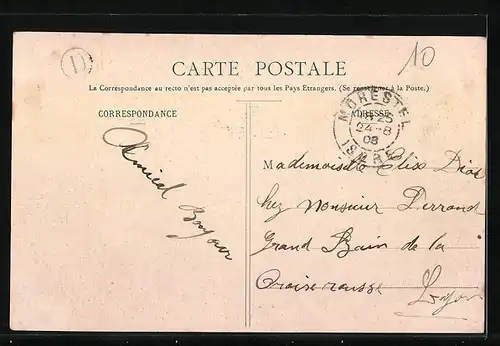 D
10
CARTE POSTALE
La Correspondance au recto n'est pas acceptée par tous les Pays Etrangers. (Se renseigner à la Poste.)
CORRESPONDANCE
Amical
Bonjour
ADRESSE
MORESTEL
24-8
08
ISÈRE
Mademoiselle Elix
chez Monsieur Perrand
Grand Bain de la
Croix rousse
Lyon